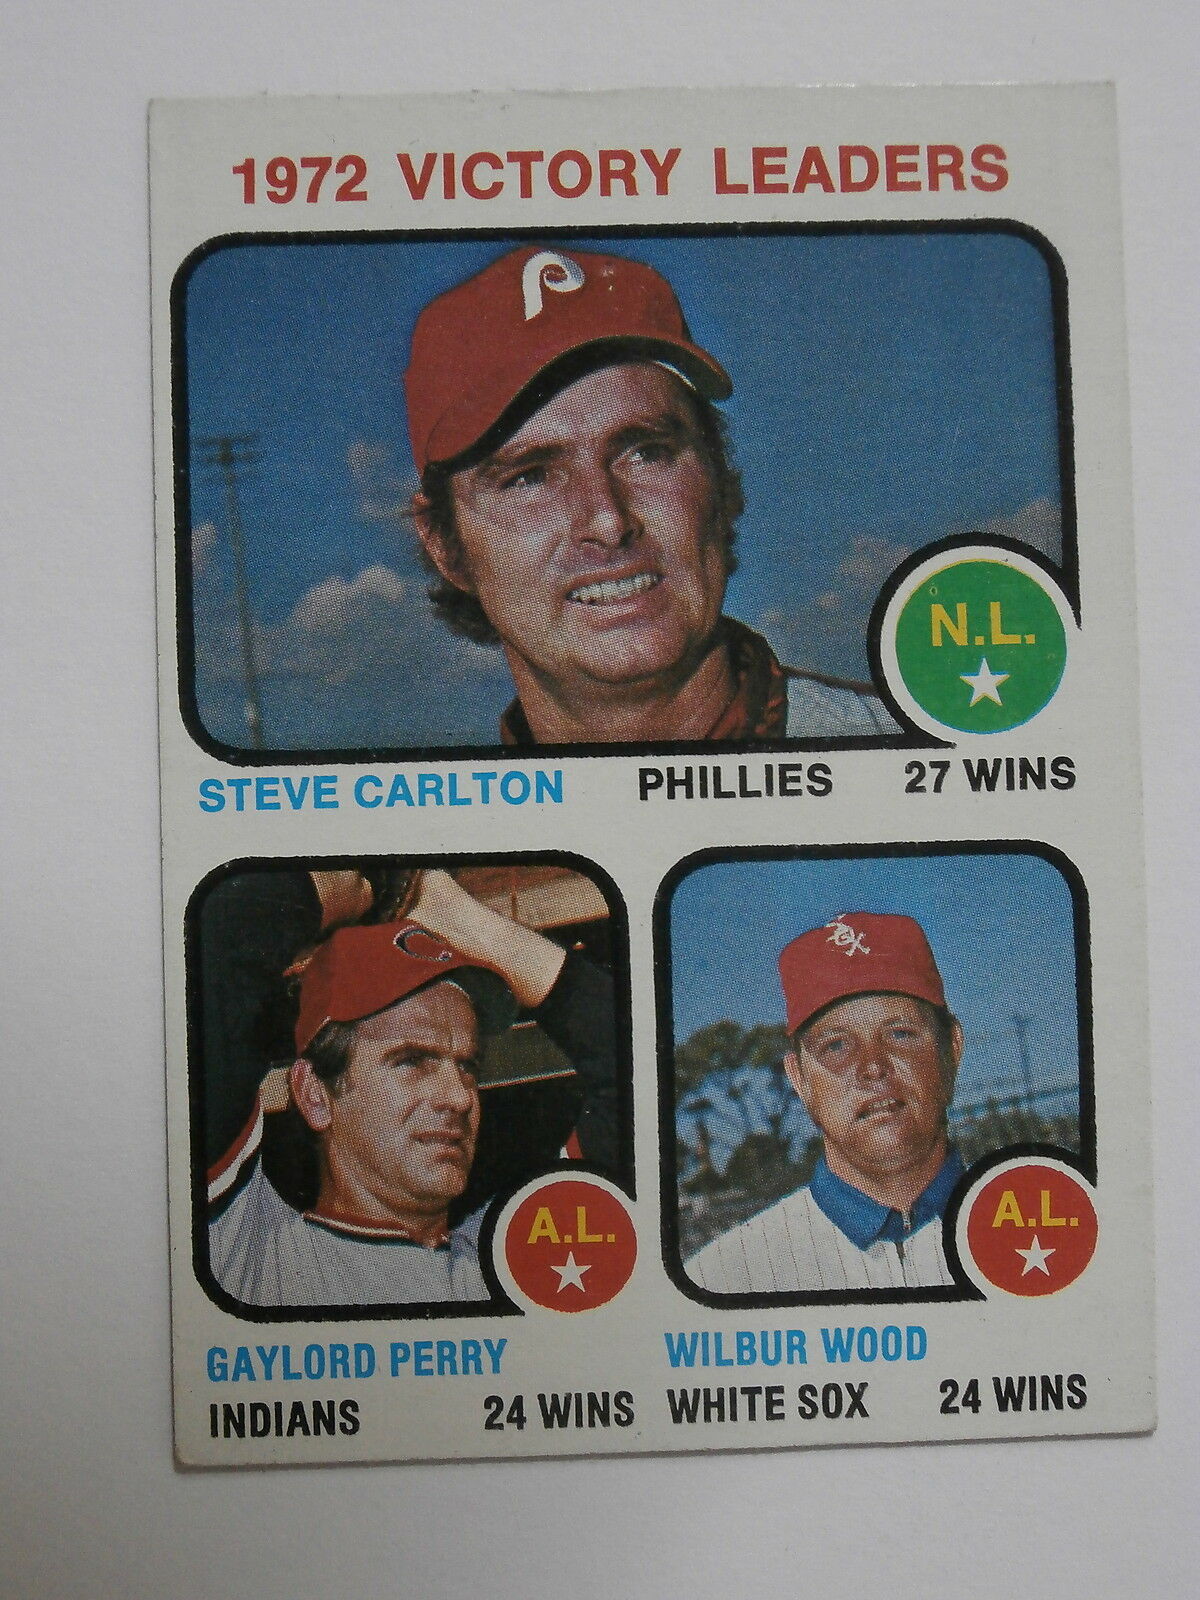 1972 VICTORY LEADERS
P
N.L.
STEVE CARLTON PHILLIES 27 WINS
C
SOX
A.L.
A.L.
GAYLORD PERRY
INDIANS 24 WINS
WILBUR WOOD
WHITE SOX 24 WINS